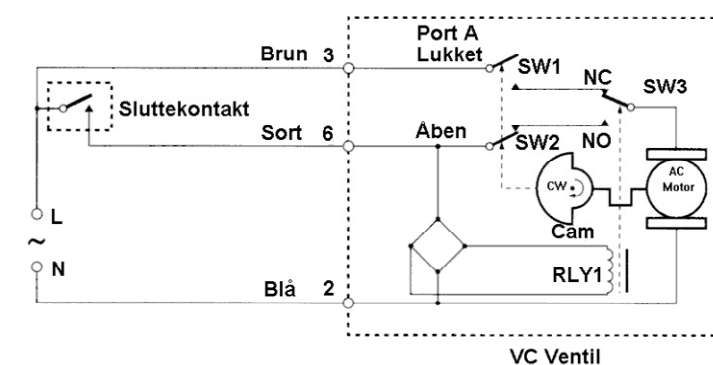 Port A
Brun 3
Lukket
SW1
NC
SW3
Sluttekontakt
Sort 6
Åben
SW2
NO
AC
Motor
CW
Cam
L
~
N
RLY1
Blå 2
VC Ventil